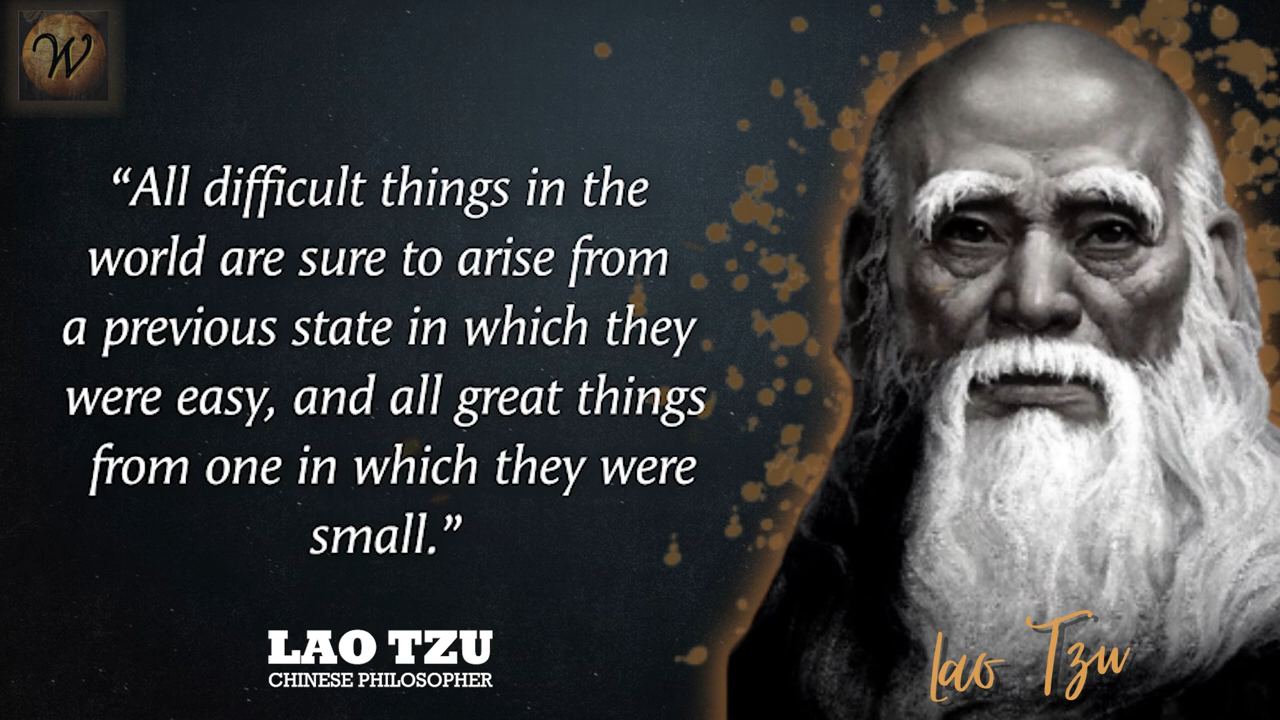 W
“All difficult things in the
world are sure to arise from
a previous state in which they
were easy, and all great things
from one in which they were
small.”
LAO TZU
CHINESE PHILOSOPHER
Lao Tzu